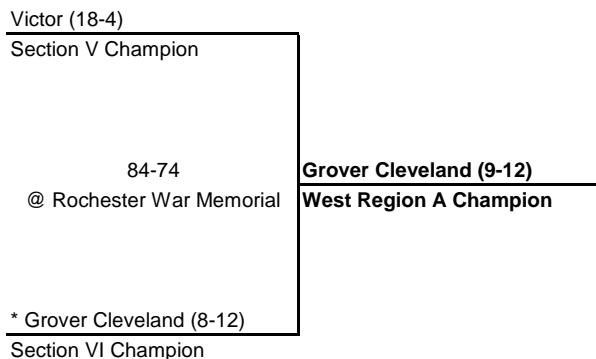 Victor (18-4)
Section V Champion
84-74
@ Rochester War Memorial
Grover Cleveland (9-12)
West Region A Champion
* Grover Cleveland (8-12)
Section VI Champion